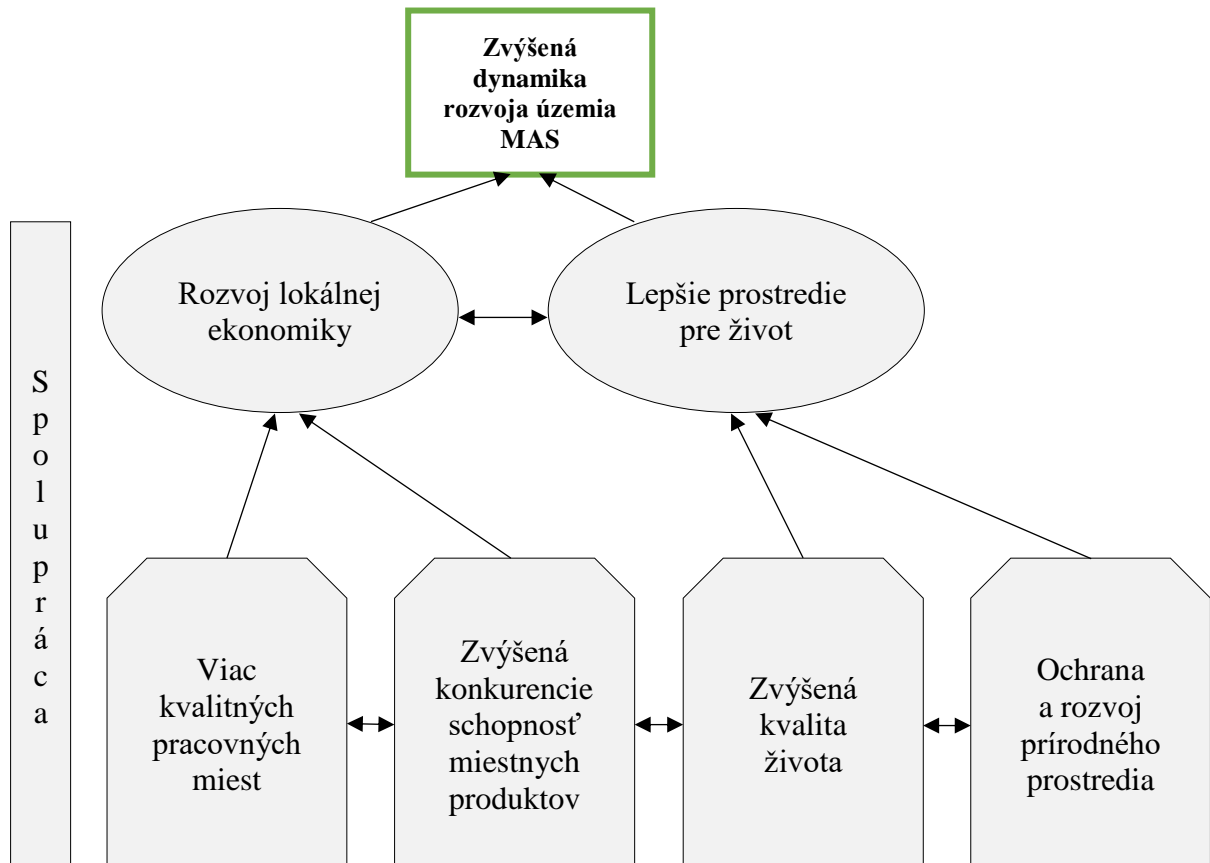 Zvýšená
dynamika
rozvoja územia
MAS
Rozvoj lokálnej
ekonomiky
Lepšie prostredie
pre život
S
p
o
l
u
p
r
á
c
a
Viac
kvalitných
pracovných
miest
Zvýšená
konkurencie
schopnosť
miestnych
produktov
Zvýšená
kvalita
života
Ochrana
a rozvoj
prírodného
prostredia